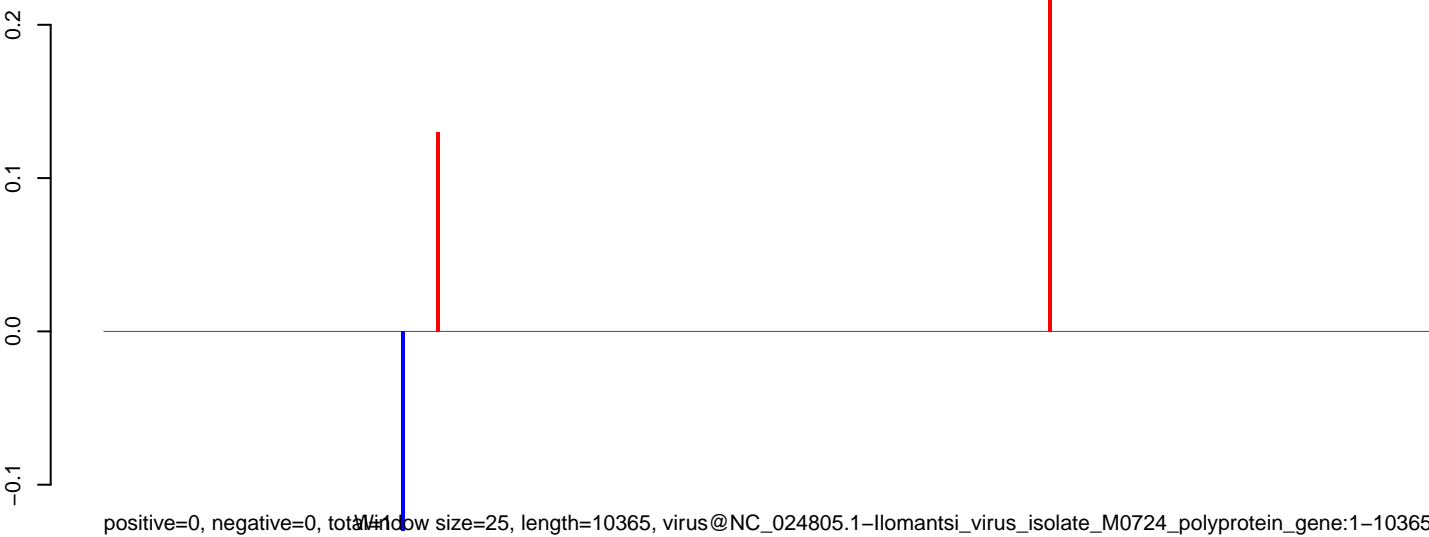 0.2
0.1
0.0
−0.1
positive=0, negative=0, total=1
Window size=25, length=10365, virus@NC_024805.1−Ilomantsi_virus_isolate_M0724_polyprotein_gene:1−10365